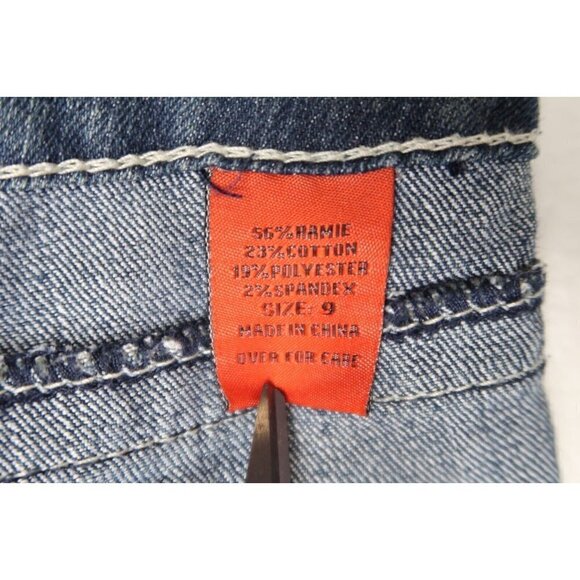 56% RAMIE
23% COTTON
19% POLYESTER
2% SPANDEX
SIZE: 9
MADE IN CHINA
OVER FOR CARE